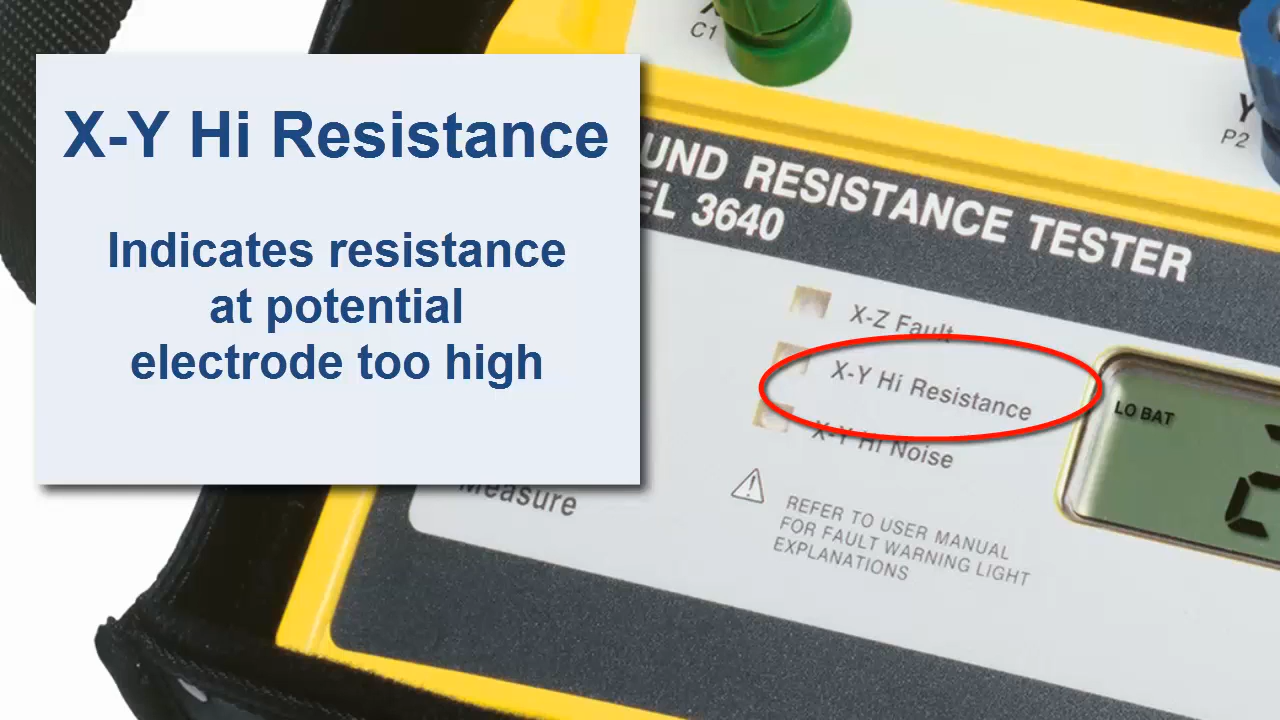 X-Y Hi Resistance
Indicates resistance
at potential
electrode too high
C1
Y
P2
UND RESISTANCE TESTER
EL 3640
X-Z Fault
X-Y Hi Resistance
X-Y Hi Noise
LO BAT
2
Measure
REFER TO USER MANUAL
FOR FAULT WARNING LIGHT
EXPLANATIONS